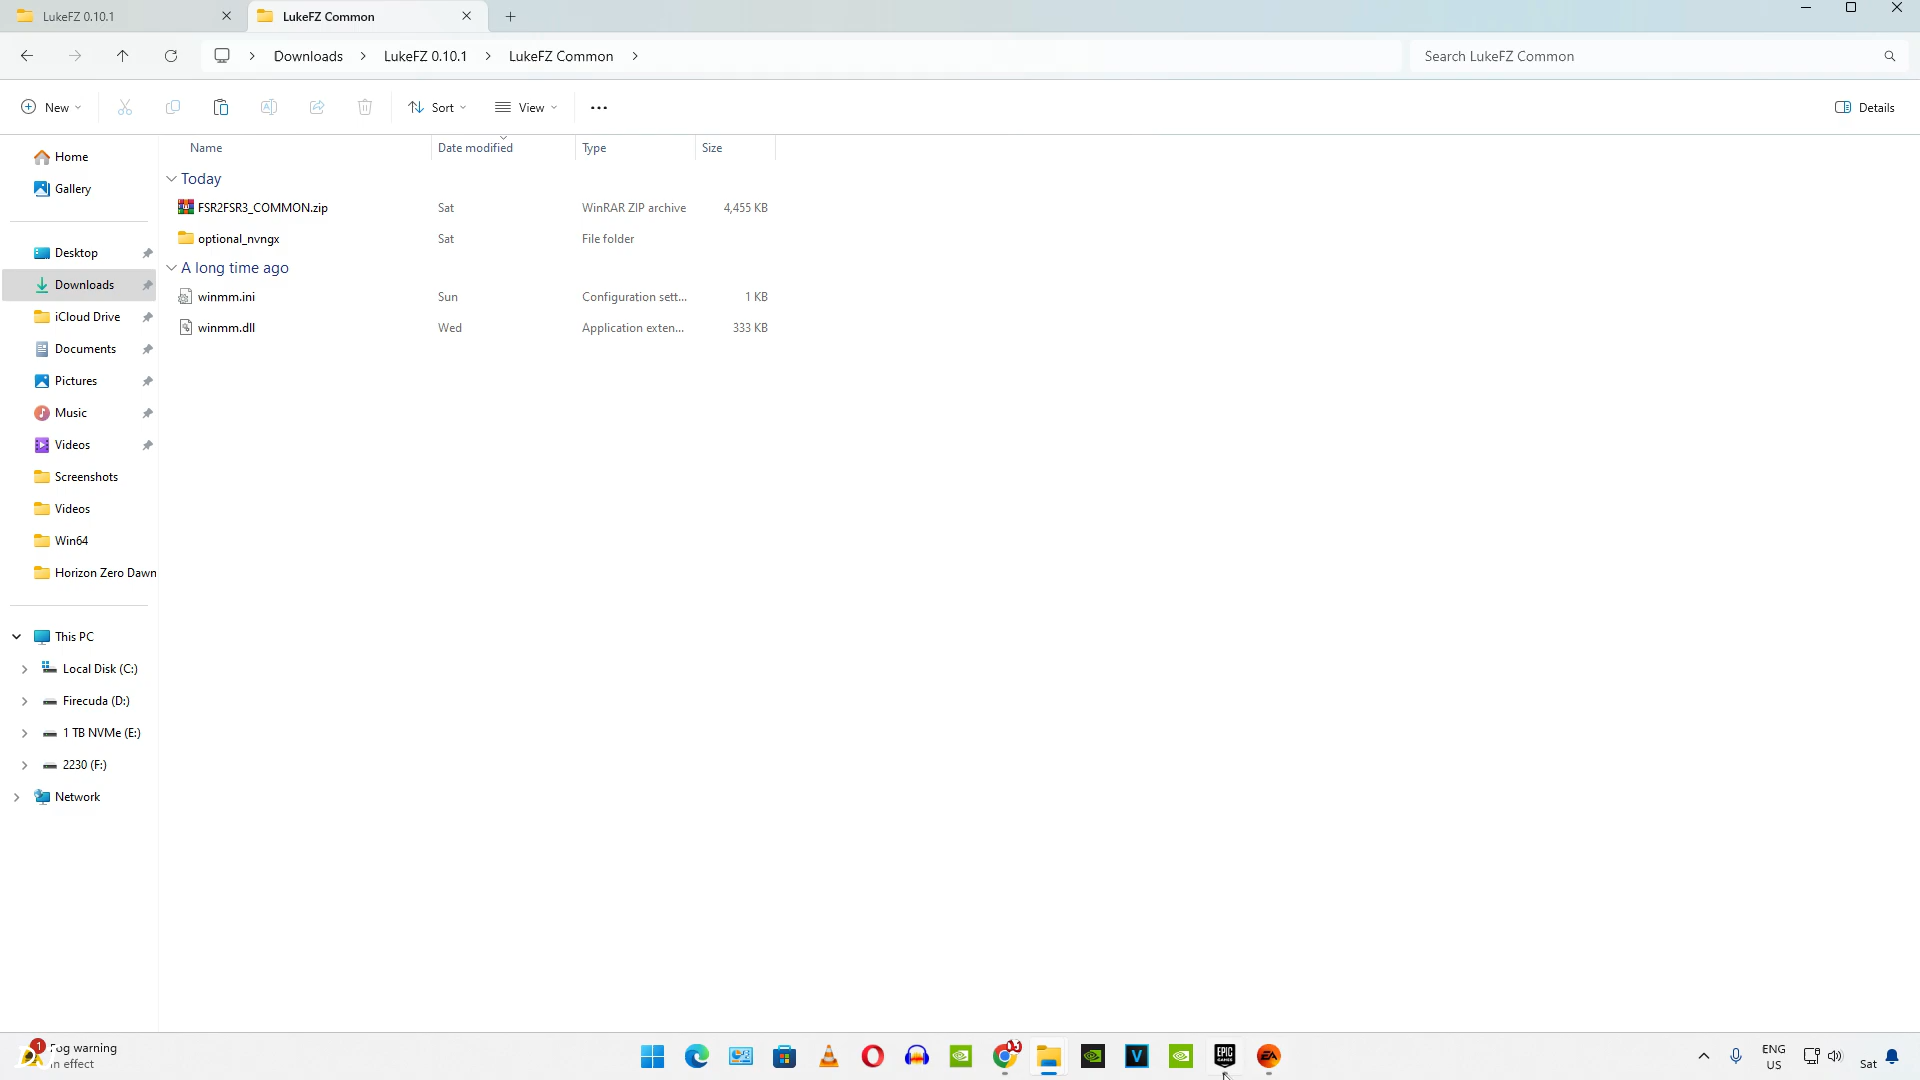 LukeFZ 0.10.1
LukeFZ Common
Downloads
LukeFZ 0.10.1
LukeFZ Common
Search LukeFZ Common
New
Sort
View
Details
Name
Date modified
Type
Size
Home
Gallery
Desktop
Downloads
iCloud Drive
Documents
Pictures
Music
Videos
Screenshots
Videos
Win64
Horizon Zero Dawn
This PC
Local Disk (C:)
Firecuda (D:)
1 TB NVMe (E:)
2230 (F:)
Network
Today
FSR2FSR3_COMMON.zip Sat WinRAR ZIP archive 4,455 KB
optional_nvngx Sat File folder
A long time ago
winmm.ini Sun Configuration sett... 1 KB
winmm.dll Wed Application exten... 333 KB
1
Fog warning
In effect
V
EPIC
GAMES
EA
ENG
US
Sat